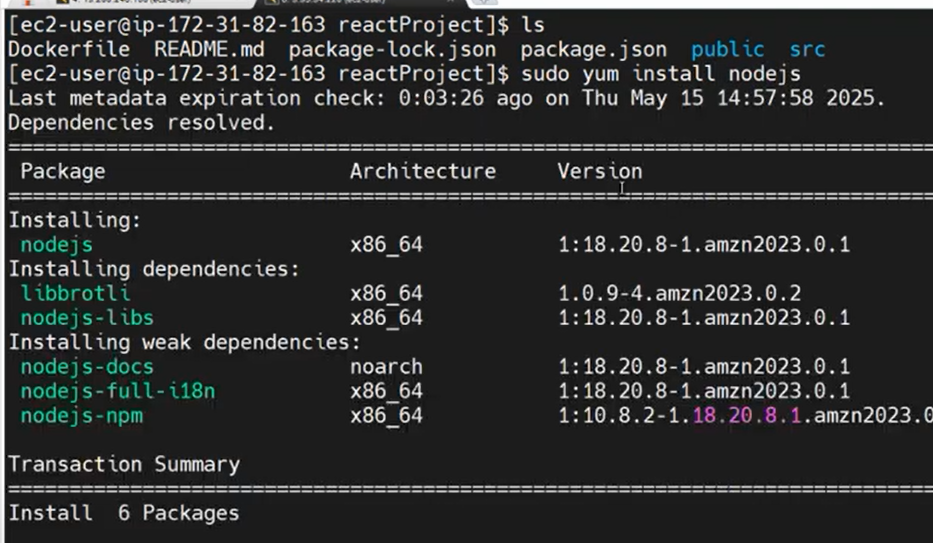 [ec2-user@ip-172-31-82-163 reactProject]$ ls
Dockerfile README.md package-lock.json package.json public src
[ec2-user@ip-172-31-82-163 reactProject]$ sudo yum install nodejs
Last metadata expiration check: 0:03:26 ago on Thu May 15 14:57:58 2025.
Dependencies resolved.
================================================================================
Package Architecture Version
================================================================================
Installing:
nodejs x86_64 1:18.20.8-1.amzn2023.0.1
Installing dependencies:
libbrotli x86_64 1.0.9-4.amzn2023.0.2
nodejs-libs x86_64 1:18.20.8-1.amzn2023.0.1
Installing weak dependencies:
nodejs-docs noarch 1:18.20.8-1.amzn2023.0.1
nodejs-full-i18n x86_64 1:18.20.8-1.amzn2023.0.1
nodejs-npm x86_64 1:10.8.2-1.18.20.8.1.amzn2023.0
Transaction Summary
================================================================================
Install 6 Packages